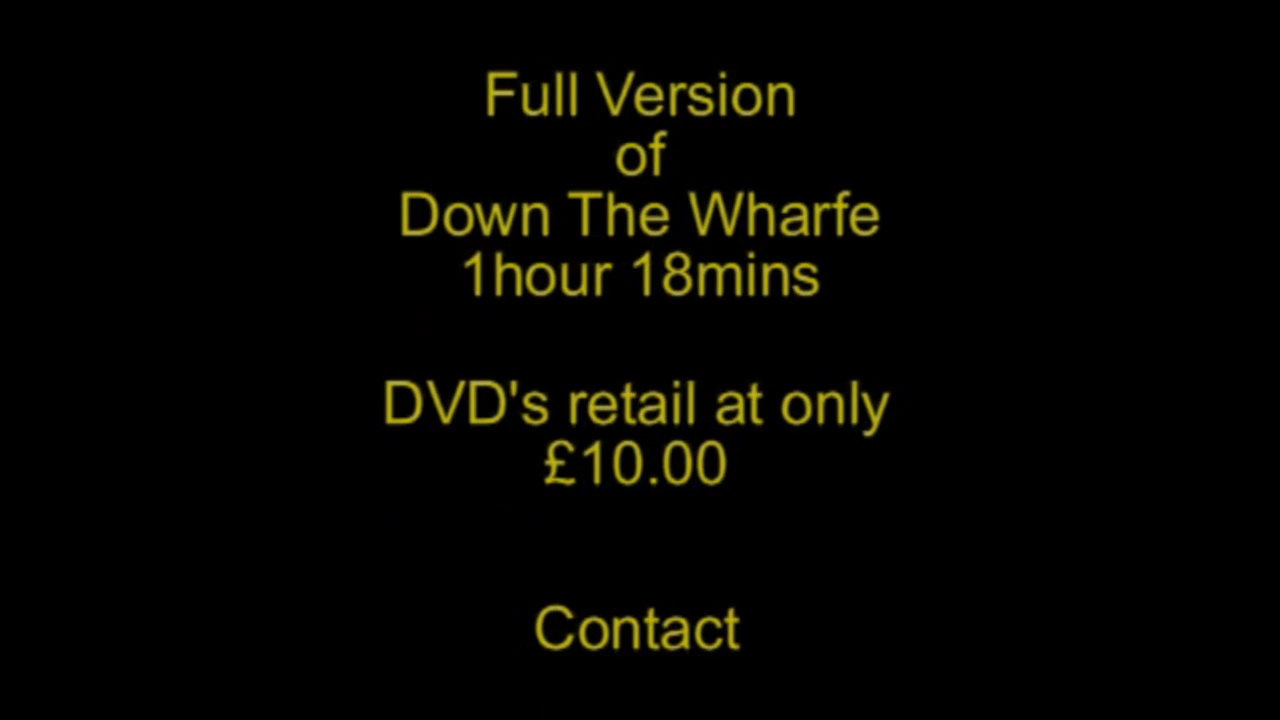 Full Version
of
Down The Wharfe
1hour 18mins
DVD's retail at only
£10.00
Contact